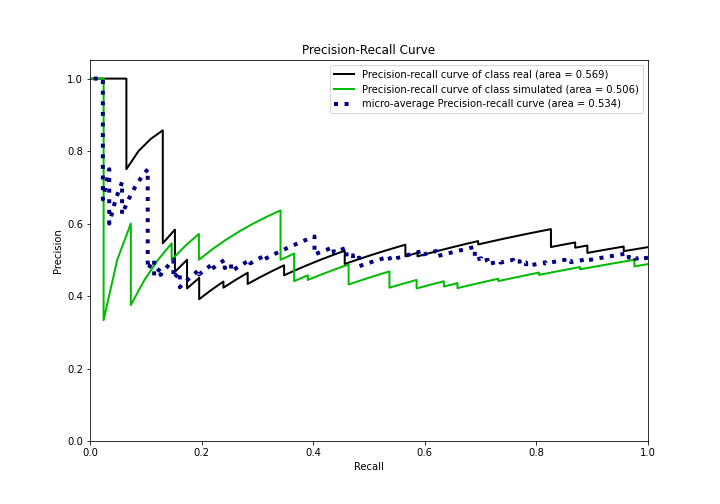 Precision-Recall Curve
Precision-recall curve of class real (area = 0.569)
Precision-recall curve of class simulated (area = 0.506)
micro-average Precision-recall curve (area = 0.534)
1.0
0.8
0.6
0.4
0.2
0.0
Precision
0.0 0.2 0.4 0.6 0.8 1.0
Recall